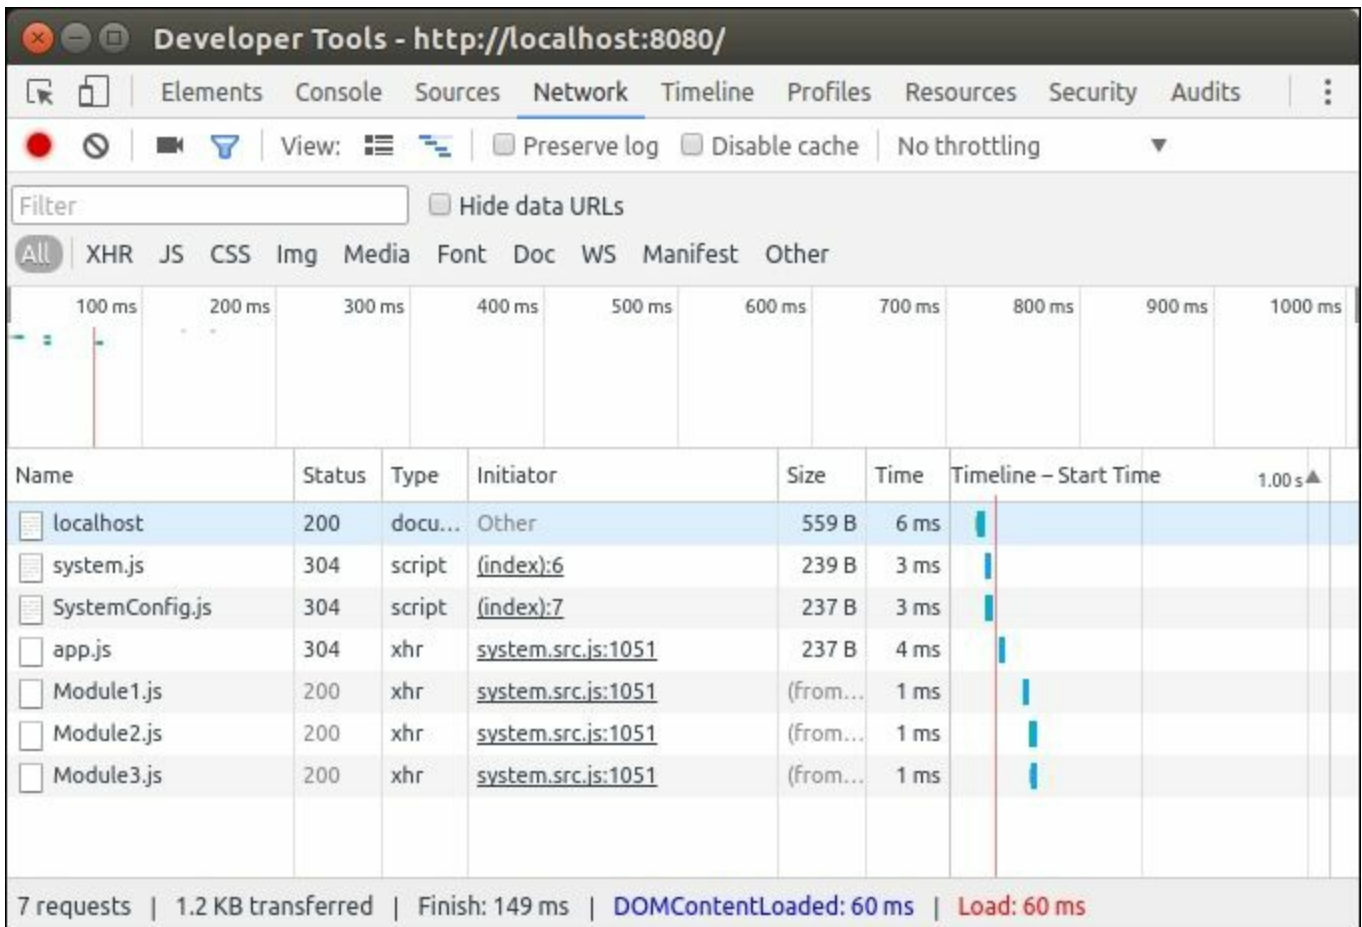 Developer Tools - http://localhost:8080/
Elements Console Sources Network Timeline Profiles Resources Security Audits
View: Preserve log Disable cache No throttling
Filter Hide data URLs
All XHR JS CSS Img Media Font Doc WS Manifest Other
100 ms 200 ms 300 ms 400 ms 500 ms 600 ms 700 ms 800 ms 900 ms 1000 ms
Name Status Type Initiator Size Time Timeline – Start Time 1.00 s
localhost 200 docu... Other 559 B 6 ms
system.js 304 script (index):6 239 B 3 ms
SystemConfig.js 304 script (index):7 237 B 3 ms
app.js 304 xhr system.src.js:1051 237 B 4 ms
Module1.js 200 xhr system.src.js:1051 (from... 1 ms
Module2.js 200 xhr system.src.js:1051 (from... 1 ms
Module3.js 200 xhr system.src.js:1051 (from... 1 ms
7 requests | 1.2 KB transferred | Finish: 149 ms | DOMContentLoaded: 60 ms | Load: 60 ms